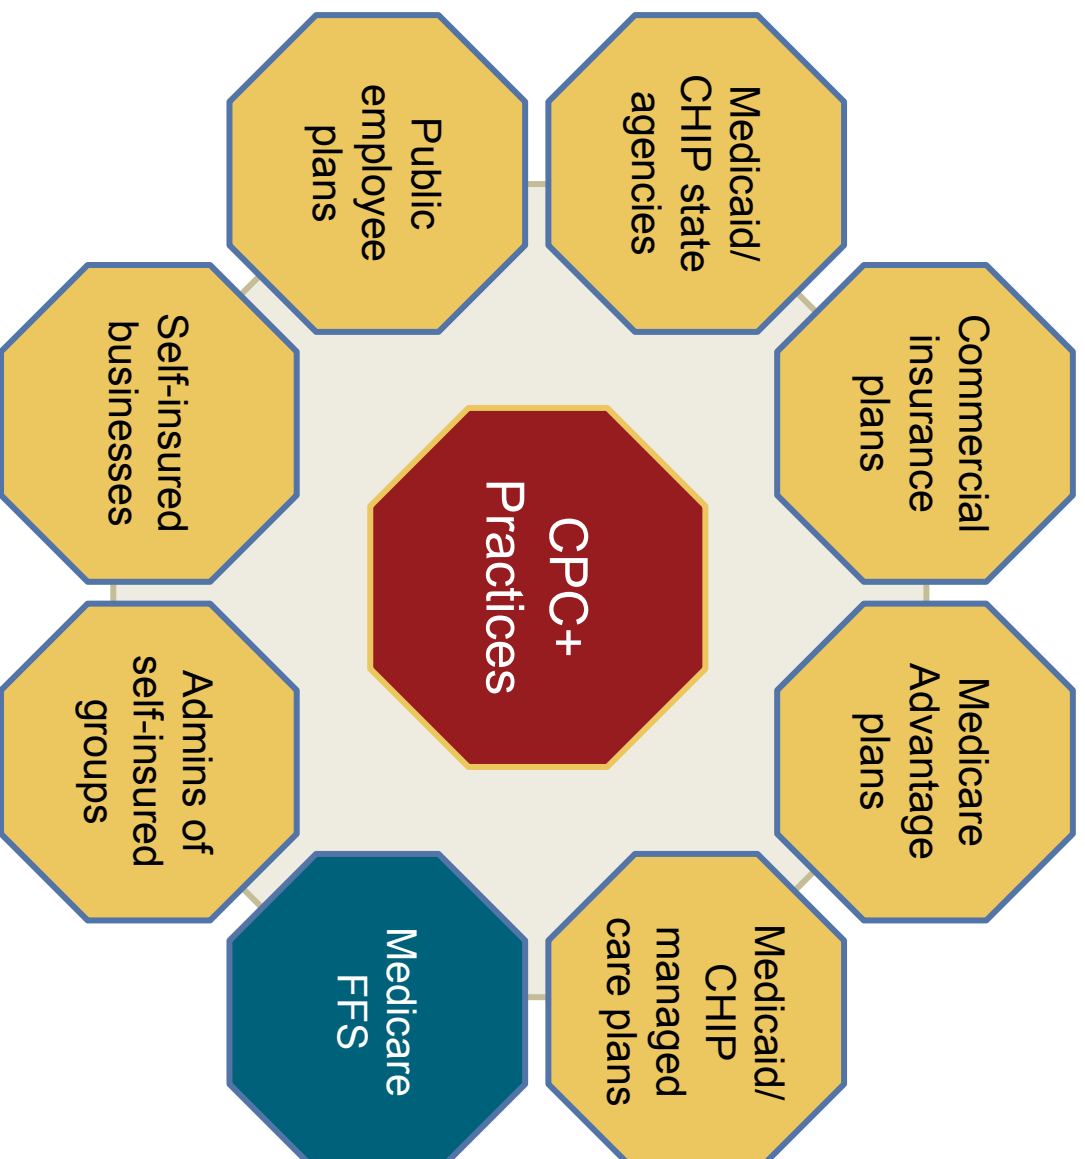 Commercial
insurance
plans
Medicare
Advantage
plans
Medicaid/
CHIP state
agencies
Medicaid/
CHIP
managed
care plans
CPC+
Practices
Public
employee
plans
Medicare
FFS
Self-insured
businesses
Admins of
self-insured
groups